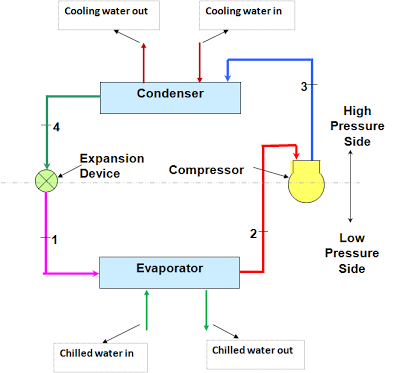 Cooling water out
Cooling water in
Condenser
3
High
Pressure
Side
4
Expansion
Device
Compressor
1
2
Low
Pressure
Side
Evaporator
Chilled water in
Chilled water out